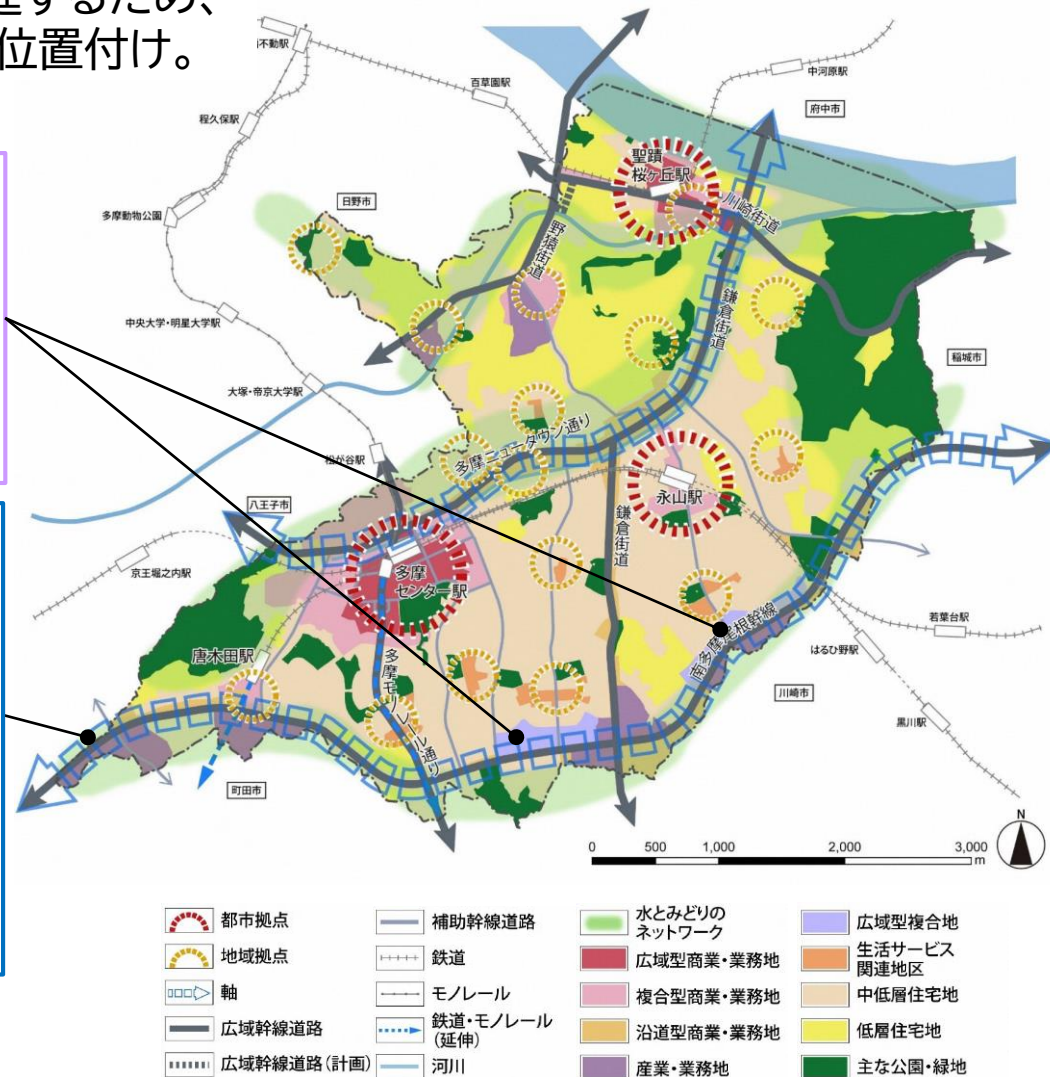 するため、
位置付け。
不動駅
百草園駅
中河原駅
府中市
程久保駅
聖蹟
桜ヶ丘駅
川崎街道
日野市
多摩動物公園
野猿街道
鎌倉街道
中央大学・明星大学駅
稲城市
大塚・帝京大学駅
多摩ニュータウン通り
松が谷駅
永山駅
八王子市
鎌倉街道
京王堀之内駅
多摩
センター駅
南多摩尾根幹線
若葉台駅
はるひ野駅
唐木田駅
多摩モノレール通り
川崎市
黒川駅
町田市
N
0 500 1,000 2,000 3,000
m
都市拠点
地域拠点
軸
広域幹線道路
広域幹線道路(計画)
補助幹線道路
鉄道
モノレール
鉄道・モノレール
(延伸)
河川
水とみどりの
ネットワーク
広域型商業・業務地
複合型商業・業務地
沿道型商業・業務地
産業・業務地
広域型複合地
生活サービス
関連地区
中低層住宅地
低層住宅地
主な公園・緑地